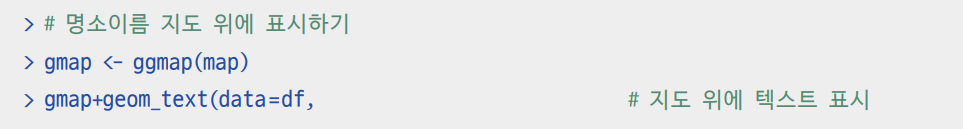 > # 명소이름 지도 위에 표시하기
> gmap <- ggmap(map)
> gmap+geom_text(data=df, # 지도 위에 텍스트 표시